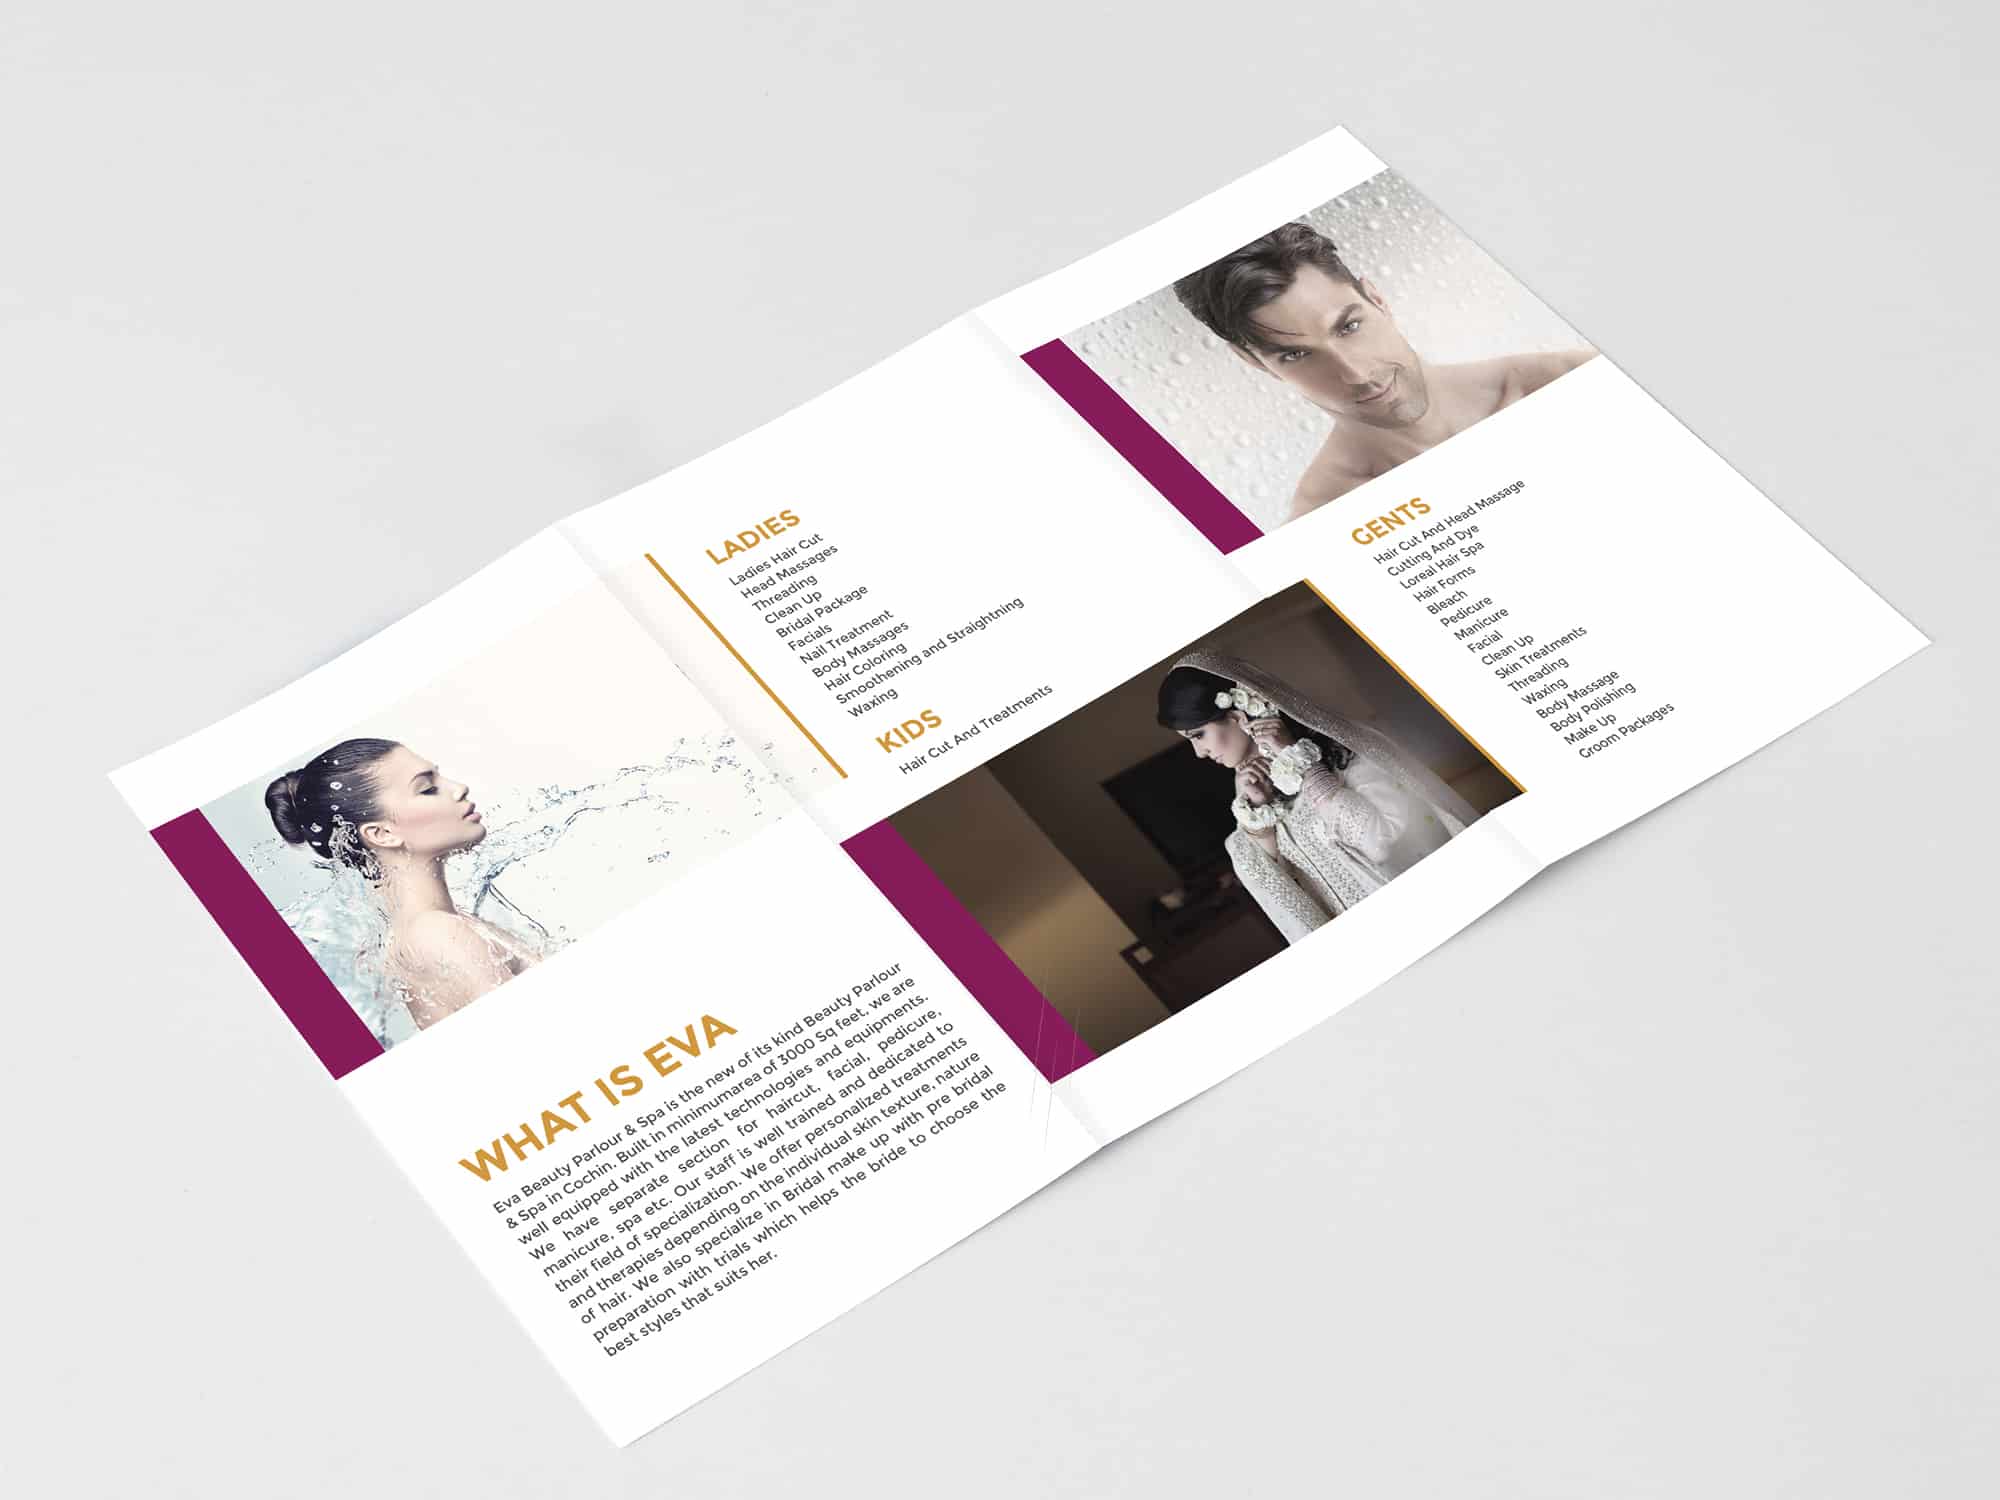 WHAT IS EVA
Eva Beauty Parlour & Spa is the new of its kind Beauty Parlour
& Spa in Cochin. Built in minimumarea of 3000 Sq feet, we are
well equipped with the latest technologies and equipments.
We have separate section for haircut, facial, pedicure,
manicure, spa etc. Our staff is well trained and dedicated to
their field of specialization. We offer personalized treatments
and therapies depending on the individual skin texture, nature
of hair. We also specialize in Bridal make up with pre bridal
preparation with trials which helps the bride to choose the
best styles that suits her.
LADIES
Ladies Hair Cut
Head Massages
Threading
Clean Up
Bridal Package
Facials
Nail Treatment
Body Massages
Hair Coloring
Smoothening and Straightning
Waxing
KIDS
Hair Cut And Treatments
GENTS
Hair Cut And Head Massage
Cutting And Dye
Loreal Hair Spa
Hair Forms
Bleach
Pedicure
Manicure
Facial
Clean Up
Skin Treatments
Threading
Waxing
Body Massage
Body Polishing
Make Up
Groom Packages